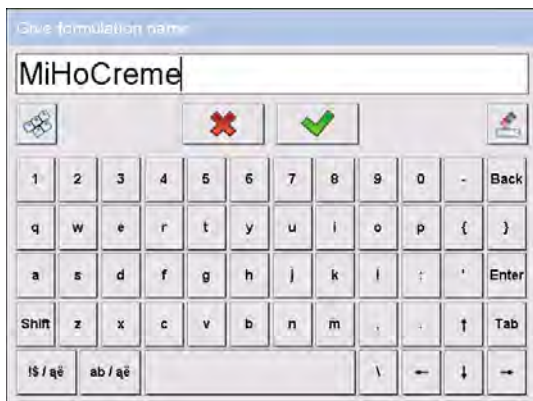 Give formulation name
MiHoCreme
1 2 3 4 5 6 7 8 9 0 - Back
q w e r t y u i o p { }
a s d f g h j k l : ' Enter
Shift z x c v b n m , . ↑ Tab
!$ / ąë ab / ąë \ ← ↓ →